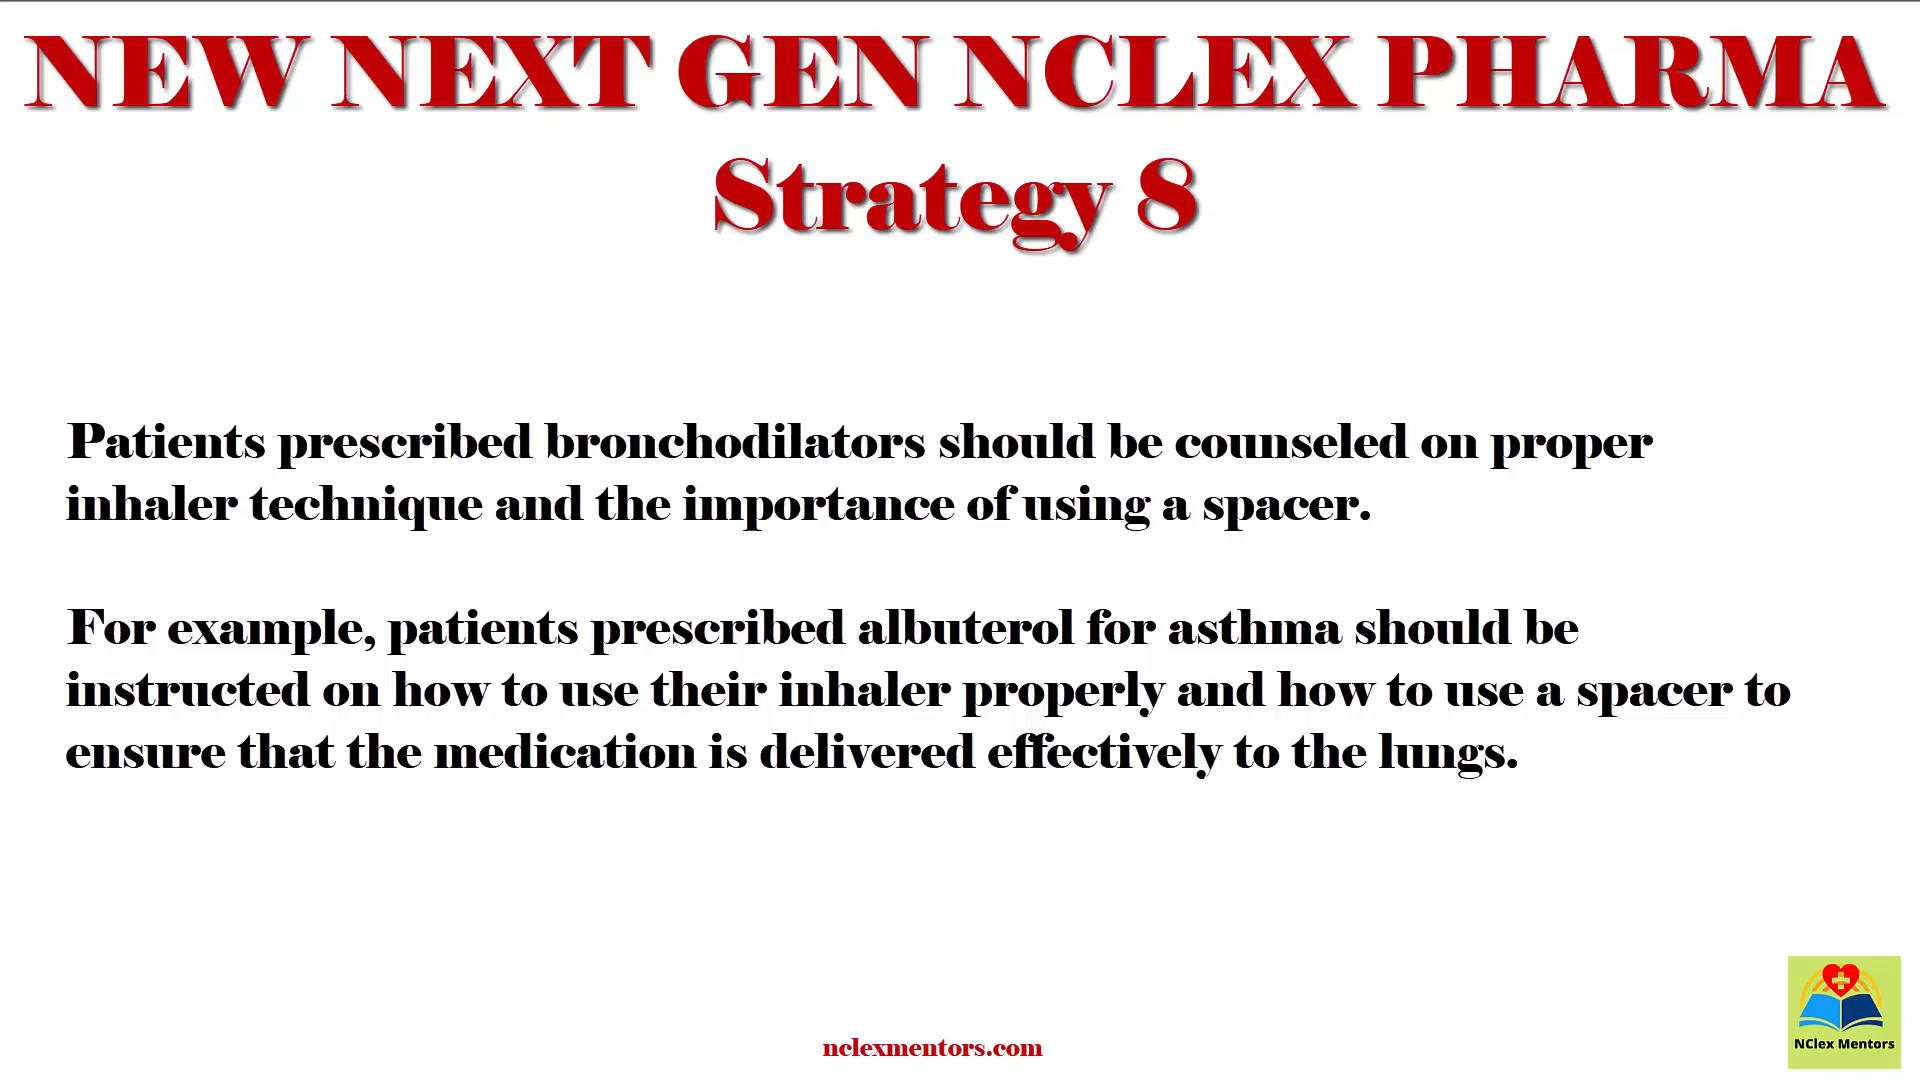 NEW NEXT GEN NCLEX PHARMA
Strategy 8
Patients prescribed bronchodilators should be counseled on proper
inhaler technique and the importance of using a spacer.
For example, patients prescribed albuterol for asthma should be
instructed on how to use their inhaler properly and how to use a spacer to
ensure that the medication is delivered effectively to the lungs.
nclexmentors.com
NClex Mentors